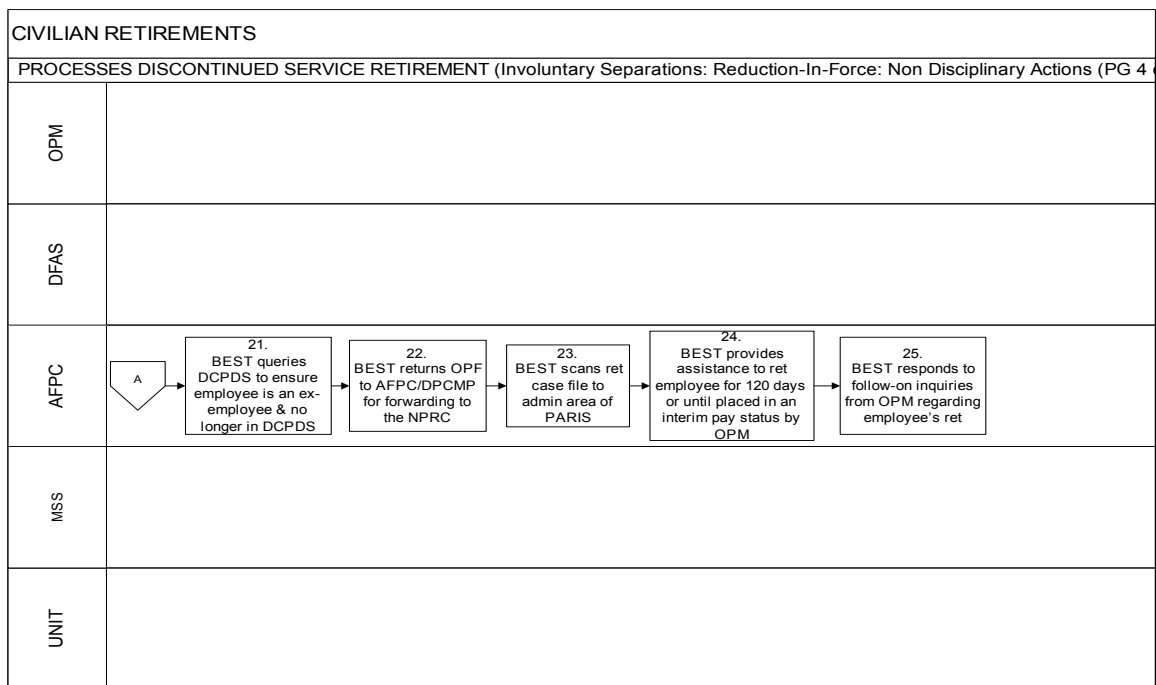 CIVILIAN RETIREMENTS
PROCESSES DISCONTINUED SERVICE RETIREMENT (Involuntary Separations: Reduction-In-Force: Non Disciplinary Actions (PG 4
OPM
DFAS
AFPC
A
21.
BEST queries
DCPDS to ensure
employee is an ex-
employee & no
longer in DCPDS
22.
BEST returns OPF
to AFPC/DPCMP
for forwarding to
the NPRC
23.
BEST scans ret
case file to
admin area of
PARIS
24.
BEST provides
assistance to ret
employee for 120 days
or until placed in an
interim pay status by
OPM
25.
BEST responds to
follow-on inquiries
from OPM regarding
employee's ret
MSS
UNIT